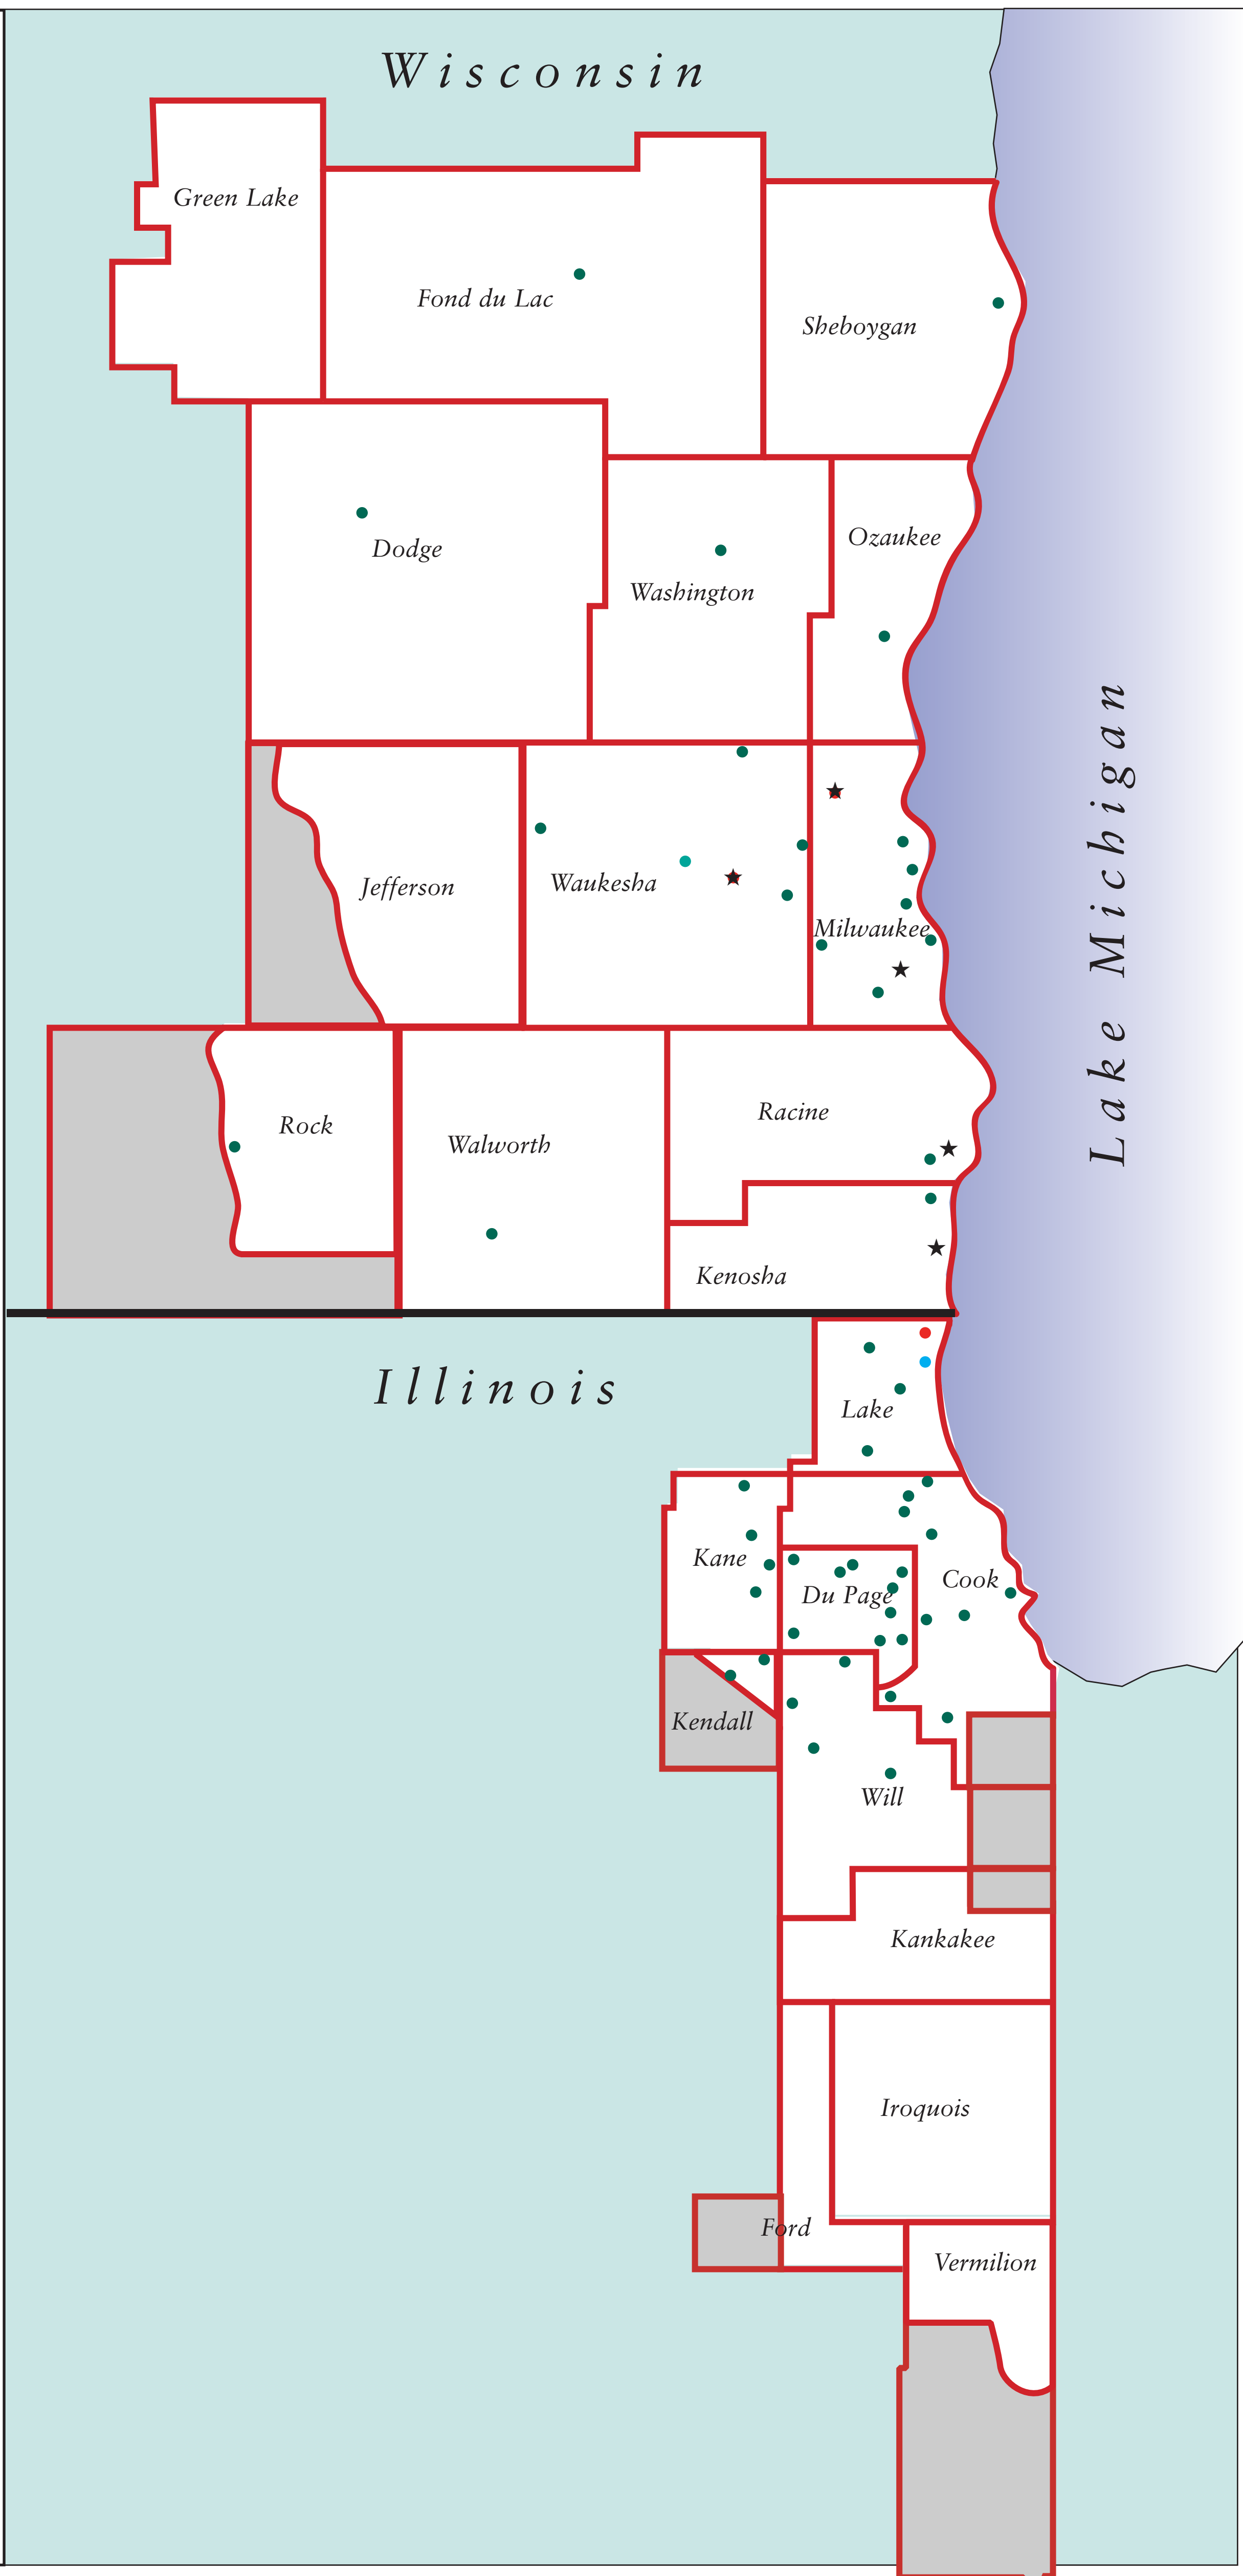 Wisconsin
Green Lake
Fond du Lac
Sheboygan
Dodge
Ozaukee
Washington
Lake Michigan
Jefferson
Waukesha
Milwaukee
Rock
Walworth
Racine
Kenosha
Illinois
Lake
Kane
Du Page
Cook
Kendall
Will
Kankakee
Iroquois
Ford
Vermilion